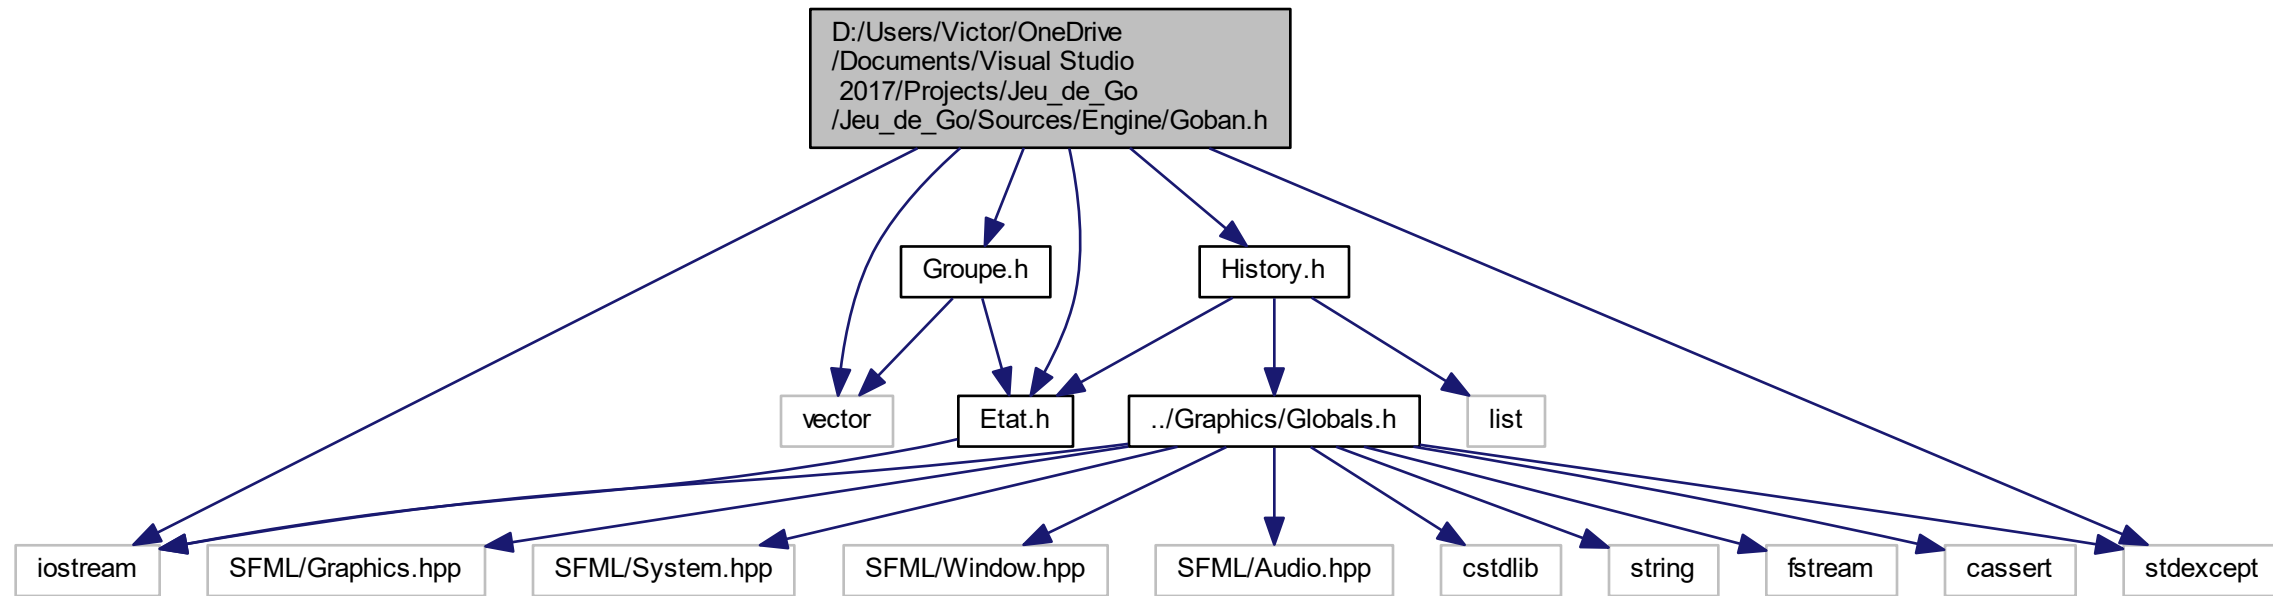 D:/Users/Victor/OneDrive
/Documents/Visual Studio
2017/Projects/Jeu_de_Go
/Jeu_de_Go/Sources/Engine/Goban.h
Groupe.h
History.h
vector
Etat.h
../Graphics/Globals.h
list
iostream
SFML/Graphics.hpp
SFML/System.hpp
SFML/Window.hpp
SFML/Audio.hpp
cstdlib
string
fstream
cassert
stdexcept